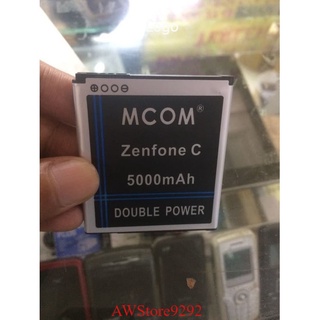 MCOM®
Zenfone C
5000mAh
DOUBLE POWER
AWStore9292